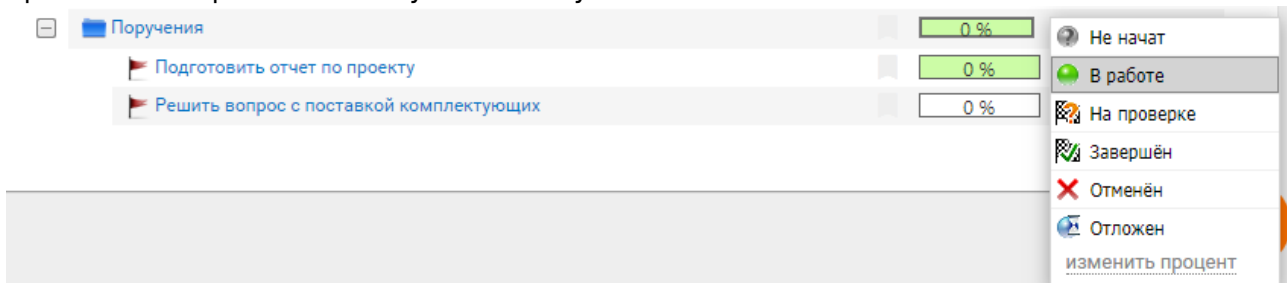 Поручения 0 % Не начат
Подготовить отчет по проекту 0 % В работе
Решить вопрос с поставкой комплектующих 0 % На проверке
Завершён
Отменён
Отложен
изменить процент